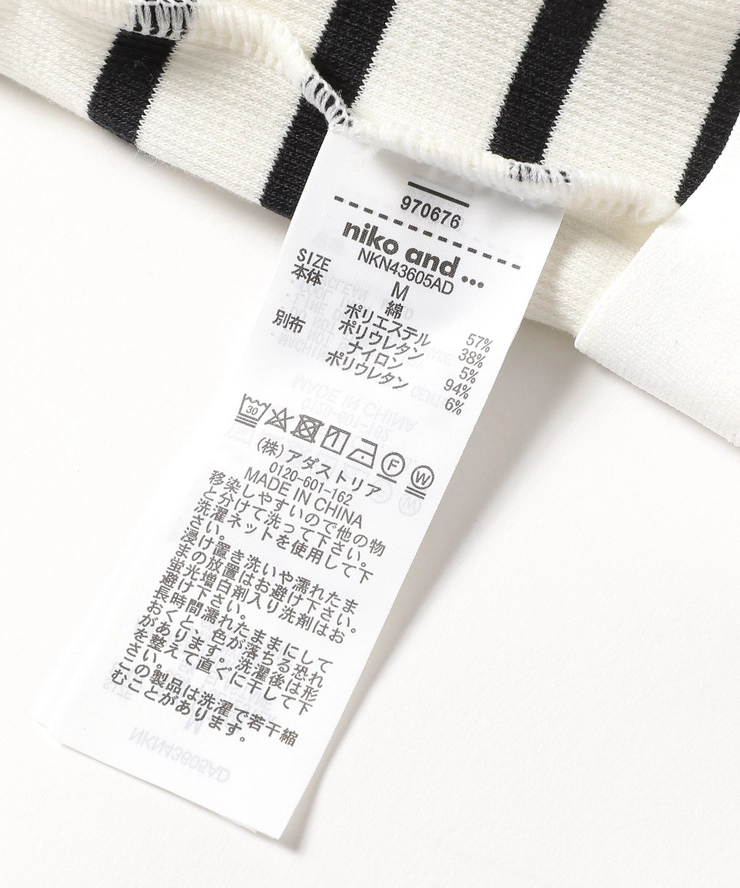 970676
niko and ...
NKN43605AD
SIZE M
本体 綿 57%
ポリエステル 38%
ポリウレタン 5%
別布 ナイロン 94%
ポリウレタン 6%
30 F W
(株)アダストリア
0120-601-162
MADE IN CHINA
移染しやすいので他の物
と分けて洗って下さい。
洗濯ネットを使用して下
さい。
浸け置き洗いや濡れたま
まの放置はお避け下さい。
蛍光増白剤入り洗剤はお
避け下さい。
長時間濡れたままにして
おくと、色が落ちる恐れ
があります。洗濯後は形
を整えて直ぐに干して下
さい。
この製品は洗濯で若干縮
むことがあります。
MADE IN CHINA
0120-601-162
M
NKN43605AD